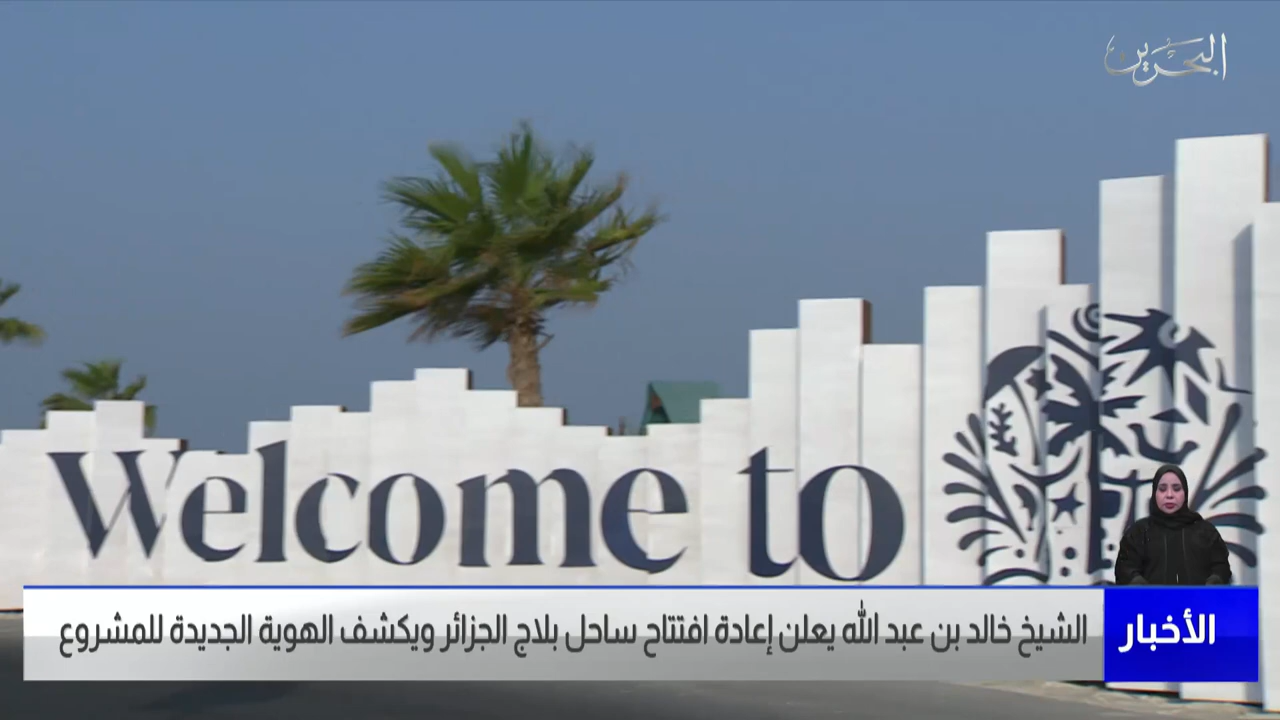 البحرين
Welcome to
الأخبار
الشيخ خالد بن عبد الله يعلن إعادة افتتاح ساحل بلاج الجزائر ويكشف الهوية الجديدة للمشروع